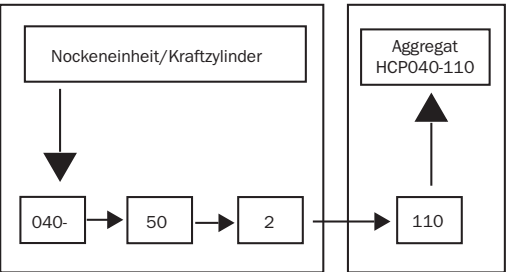 Nockeneinheit/Kraftzylinder
Aggregat
HCP040-110
040-
50
2
110